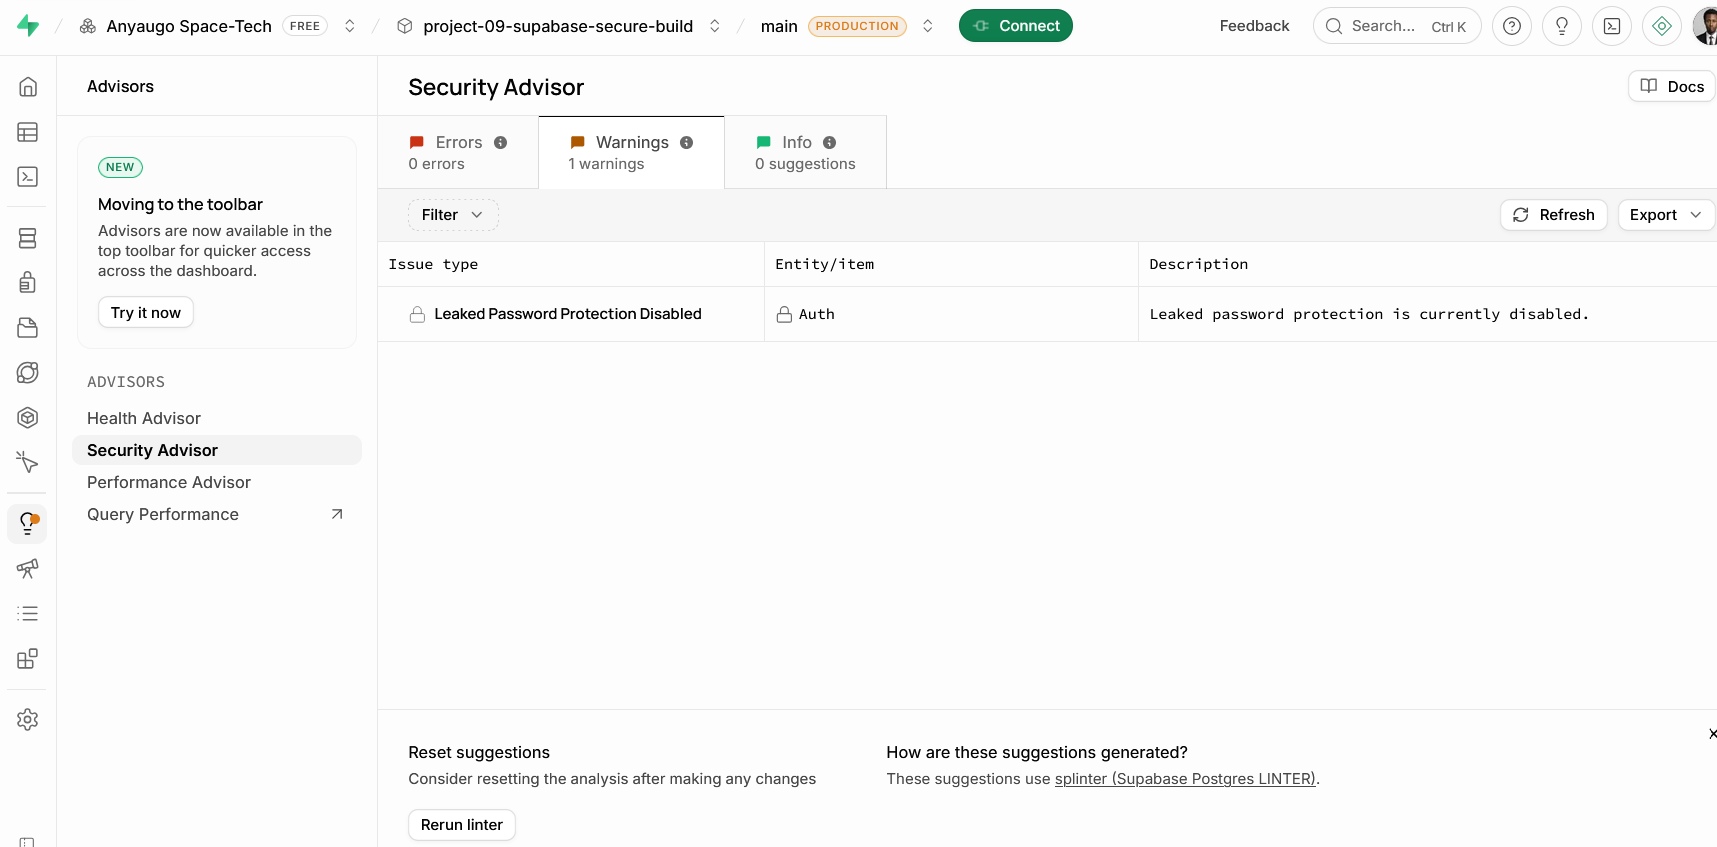 Anyaugo Space-Tech FREE project-09-supabase-secure-build main PRODUCTION Connect Feedback Search... Ctrl K
Advisors
NEW
Moving to the toolbar
Advisors are now available in the
top toolbar for quicker access
across the dashboard.
Try it now
ADVISORS
Health Advisor
Security Advisor
Performance Advisor
Query Performance
Security Advisor
Docs
Errors
0 errors
Warnings
1 warnings
Info
0 suggestions
Filter
Refresh
Export
Issue type Entity/item Description
Leaked Password Protection Disabled Auth Leaked password protection is currently disabled.
Reset suggestions
Consider resetting the analysis after making any changes
Rerun linter
How are these suggestions generated?
These suggestions use splinter (Supabase Postgres LINTER).